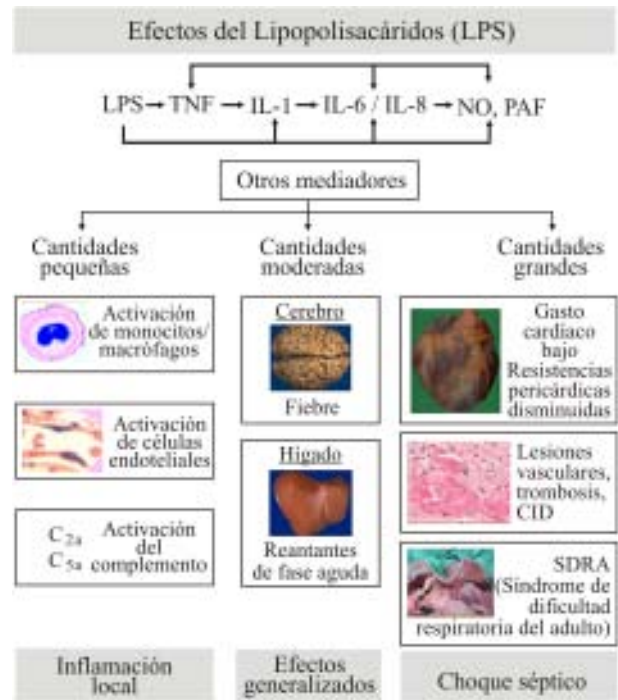 Efectos del Lipopolisacáridos (LPS)
LPS → TNF → IL-1 → IL-6 / IL-8 → NO, PAF
Otros mediadores
Cantidades
pequeñas
Activación
de monocitos/
macrófagos
Activación
de células
endoteliales
C2a
C5a
Activación
del
complemento
Inflamación
local
Cantidades
moderadas
Cerebro
Fiebre
Higado
Reantantes
de fase aguda
Efectos
generalizados
Cantidades
grandes
Gasto
cardíaco
bajo
Resistencias
pericárdicas
disminuidas
Lesiones
vasculares,
trombosis,
CID
SDRA
(Síndrome de
dificultad
respiratoria del adulto)
Choque séptico